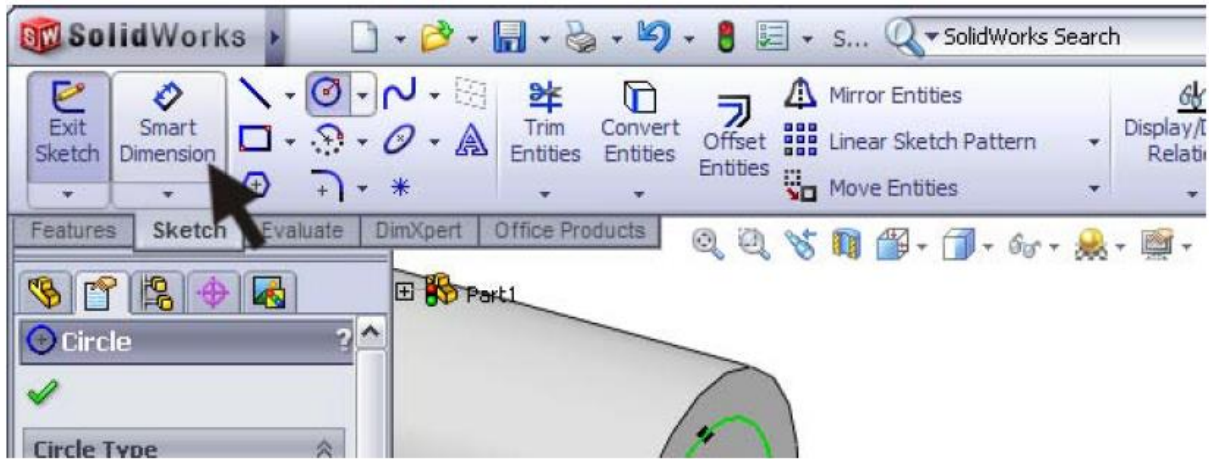 SW SolidWorks S... SolidWorks Search
Exit Sketch
Smart Dimension
Trim Entities
Convert Entities
Offset Entities
Mirror Entities
Linear Sketch Pattern
Move Entities
Features Sketch Evaluate DimXpert Office Products
Part1
Circle ?
Circle Type